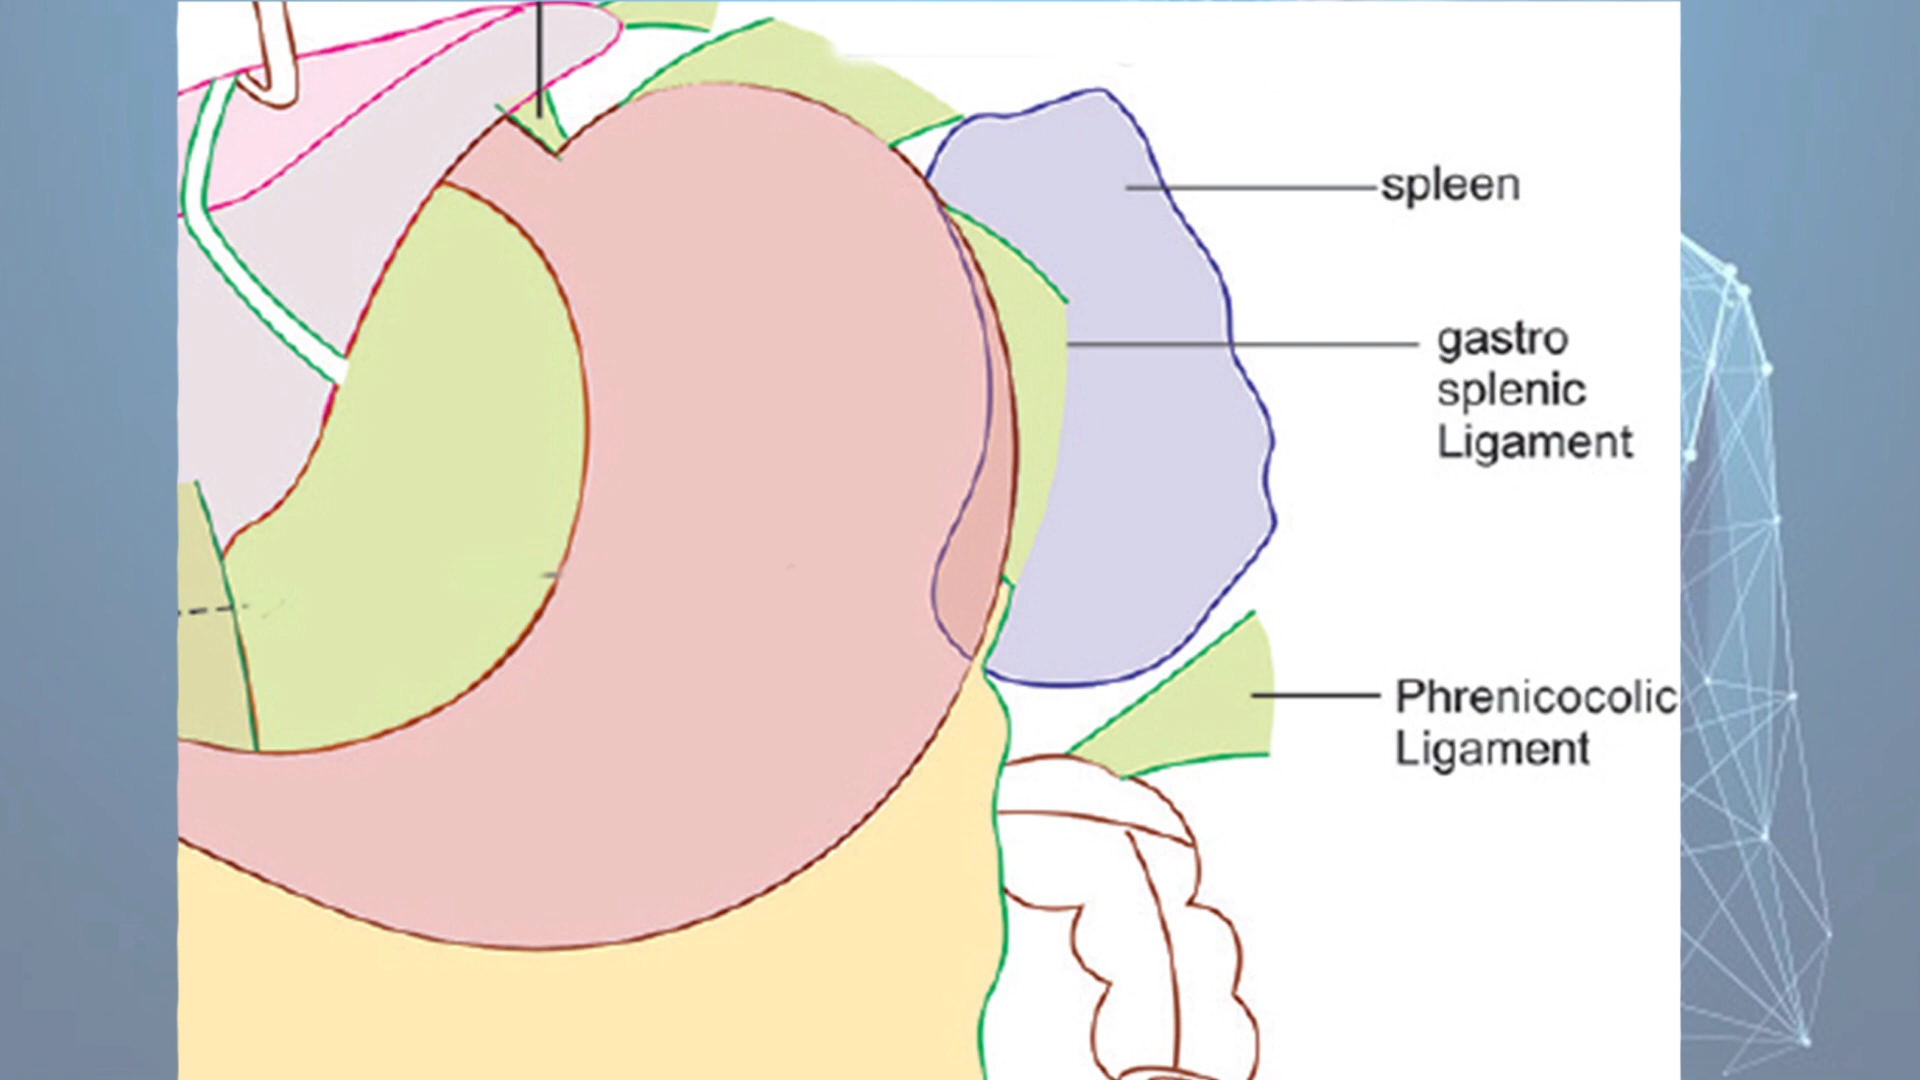 spleen
gastro
splenic
Ligament
Phrenicocolic
Ligament